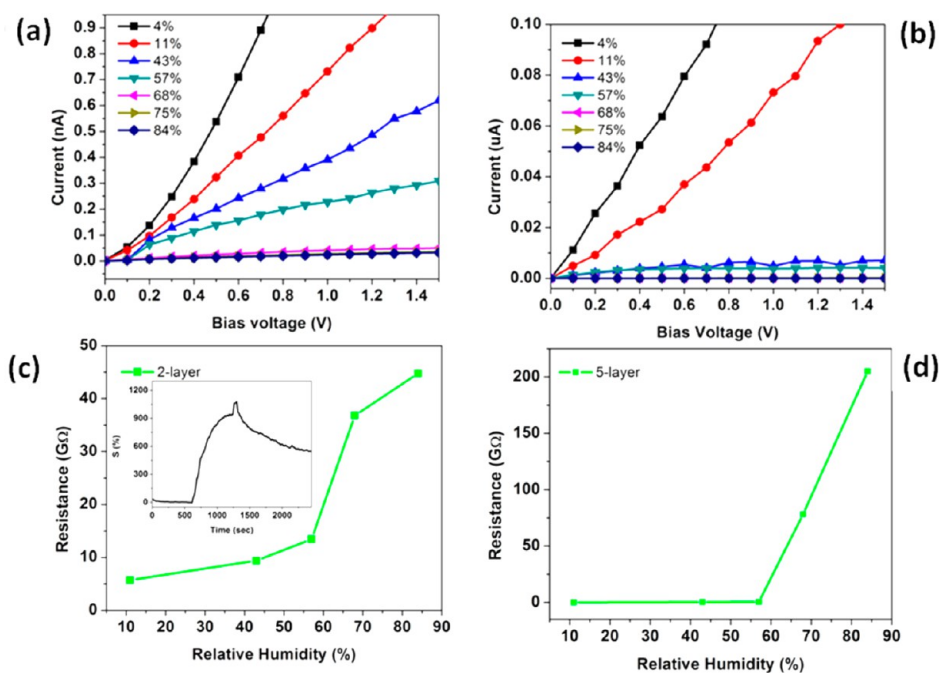 (a)
4%
11%
43%
57%
68%
75%
84%
0.9
0.8
0.7
0.6
0.5
0.4
0.3
0.2
0.1
0.0
Current (nA)
0.0 0.2 0.4 0.6 0.8 1.0 1.2 1.4
Bias voltage (V)
(b)
4%
11%
43%
57%
68%
75%
84%
0.10
0.08
0.06
0.04
0.02
0.00
Current (uA)
0.0 0.2 0.4 0.6 0.8 1.0 1.2 1.4
Bias Voltage (V)
(c)
2-layer
50
40
30
20
10
0
Resistance (GΩ)
1200
900
600
300
0
S (%)
0 500 1000 1500 2000
Time (sec)
10 20 30 40 50 60 70 80 90
Relative Humidity (%)
(d)
5-layer
200
150
100
50
0
Resistance (GΩ)
10 20 30 40 50 60 70 80 90
Relative Humidity (%)